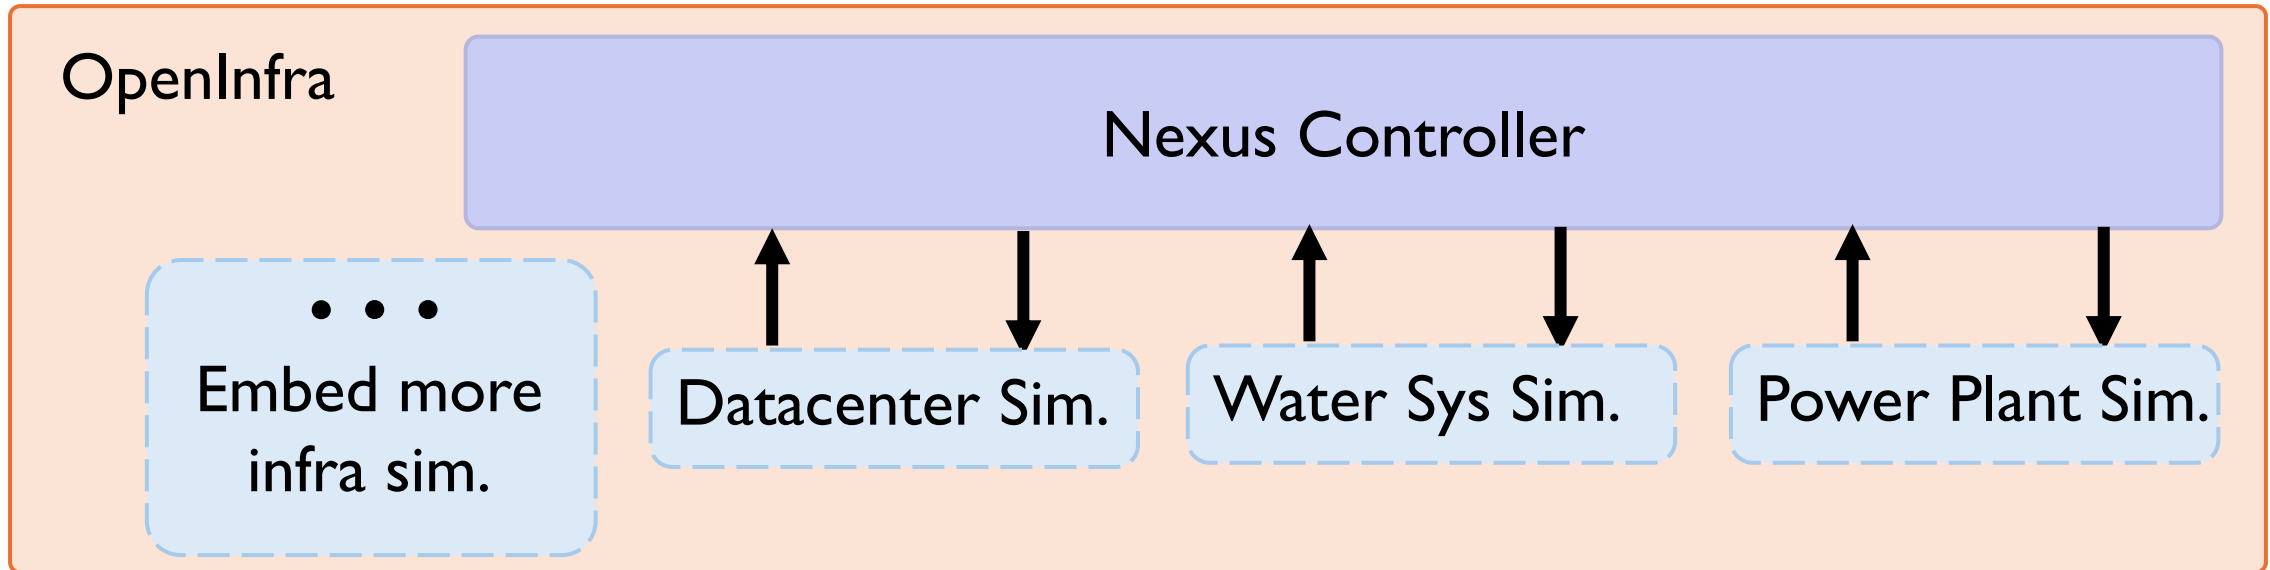 OpenInfra
Nexus Controller
• • •
Embed more
infra sim.
Datacenter Sim.
Water Sys Sim.
Power Plant Sim.